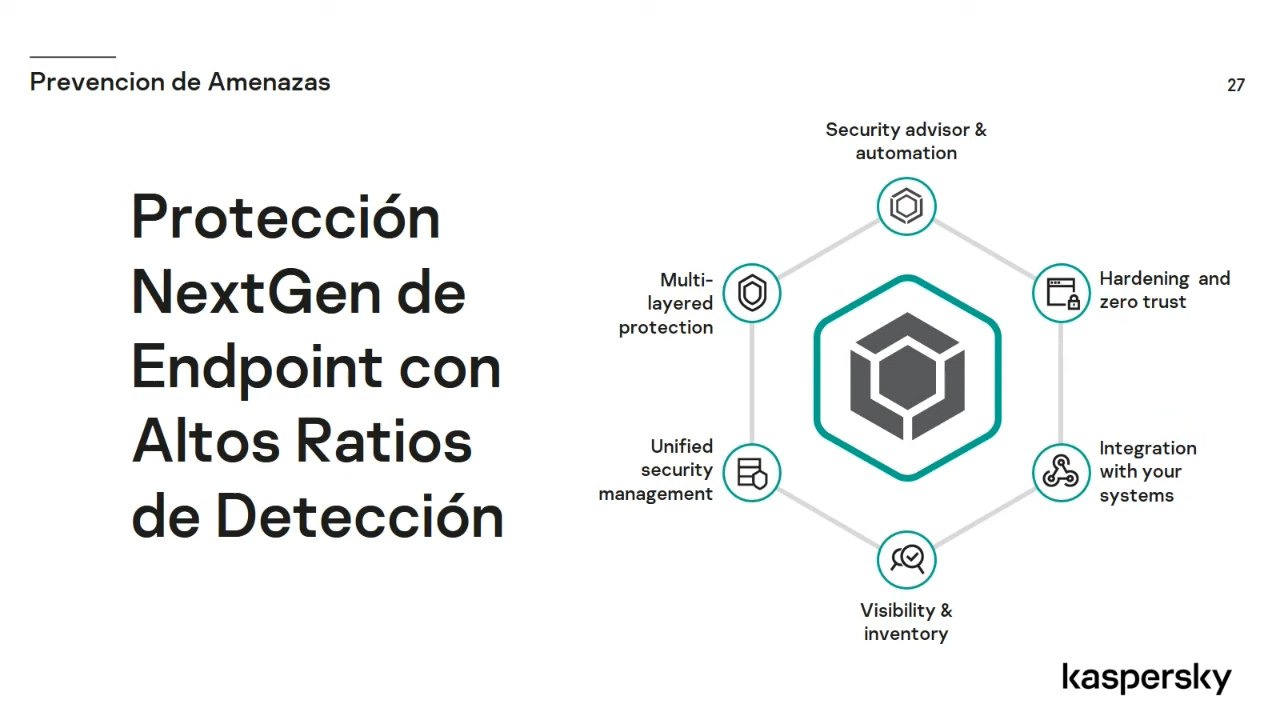 Prevencion de Amenazas
27
Protección
NextGen de
Endpoint con
Altos Ratios
de Detección
Security advisor &
automation
Multi-
layered
protection
Hardening and
zero trust
Unified
security
management
Integration
with your
systems
Visibility &
inventory
kaspersky